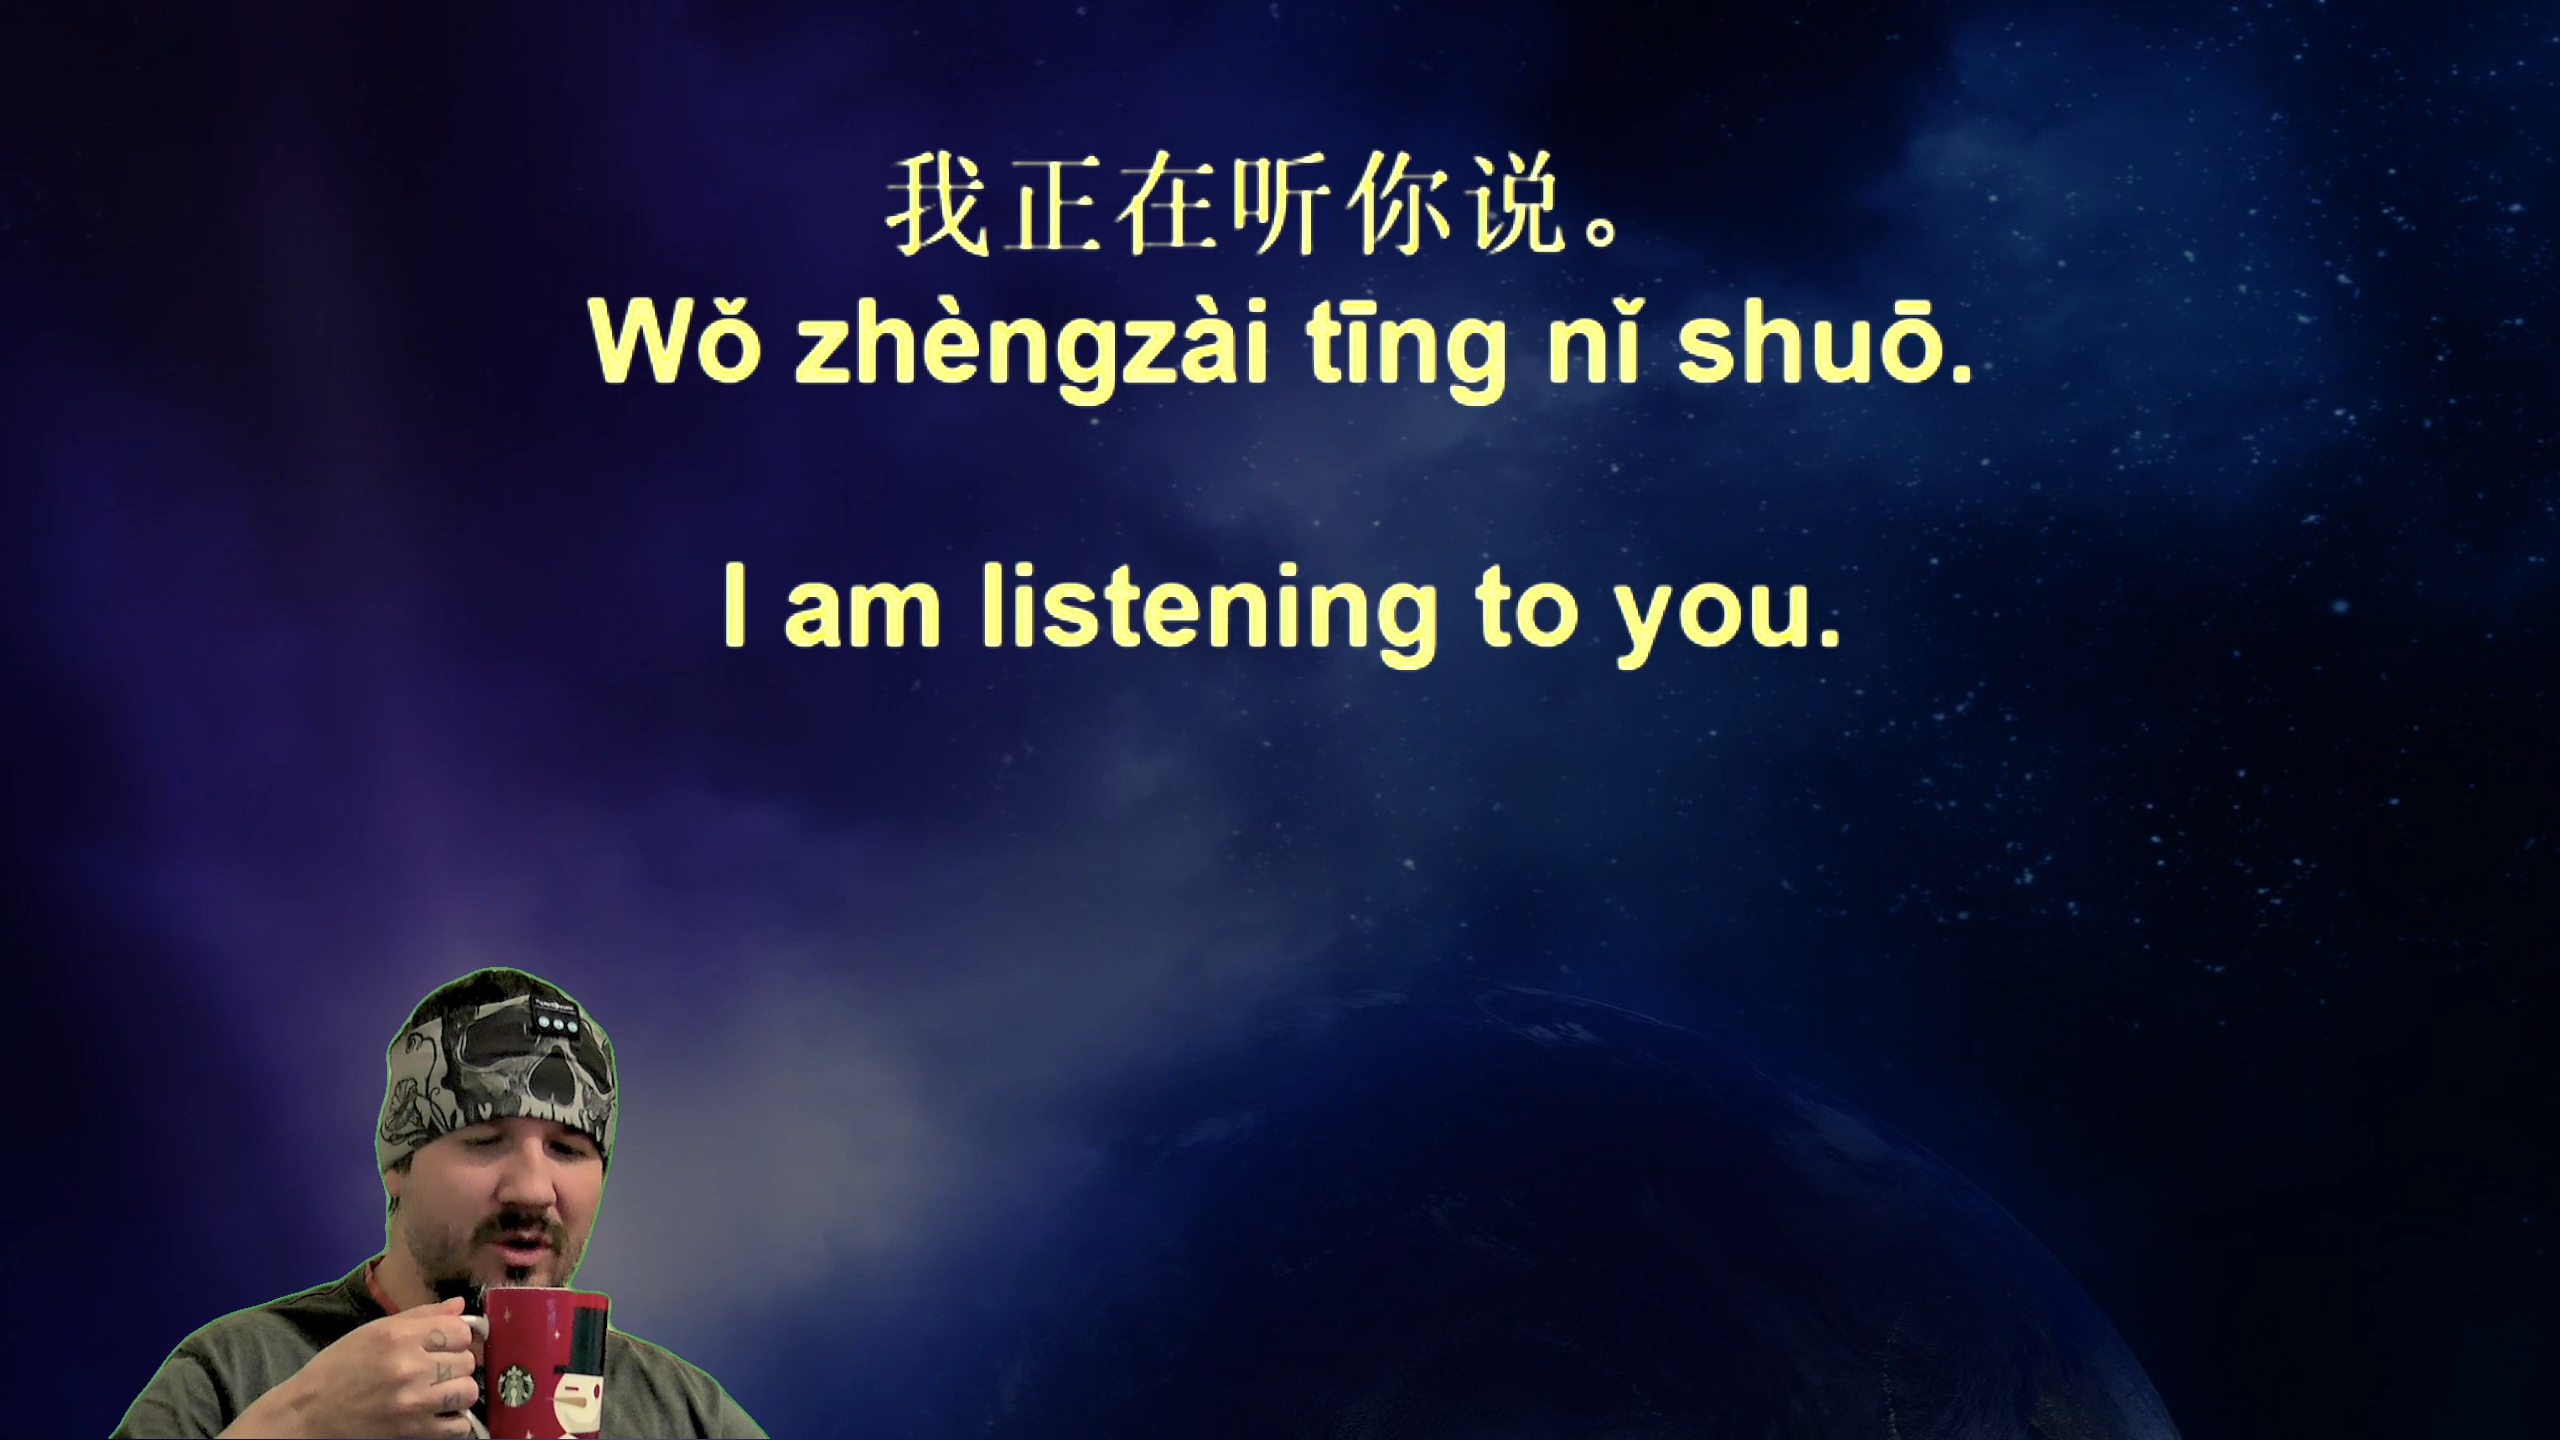 我正在听你说。
Wǒ zhèngzài tīng nǐ shuō.
I am listening to you.